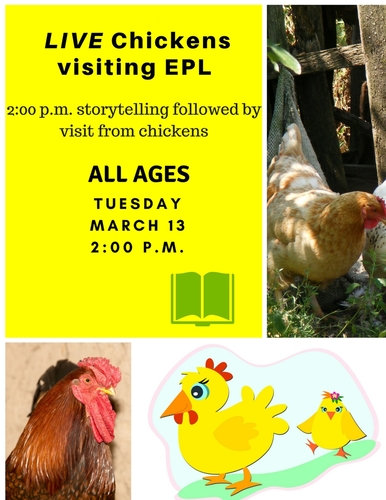 LIVE Chickens
visiting EPL
2:00 p.m. storytelling followed by
visit from chickens
ALL AGES
TUESDAY
MARCH 13
2:00 P.M.